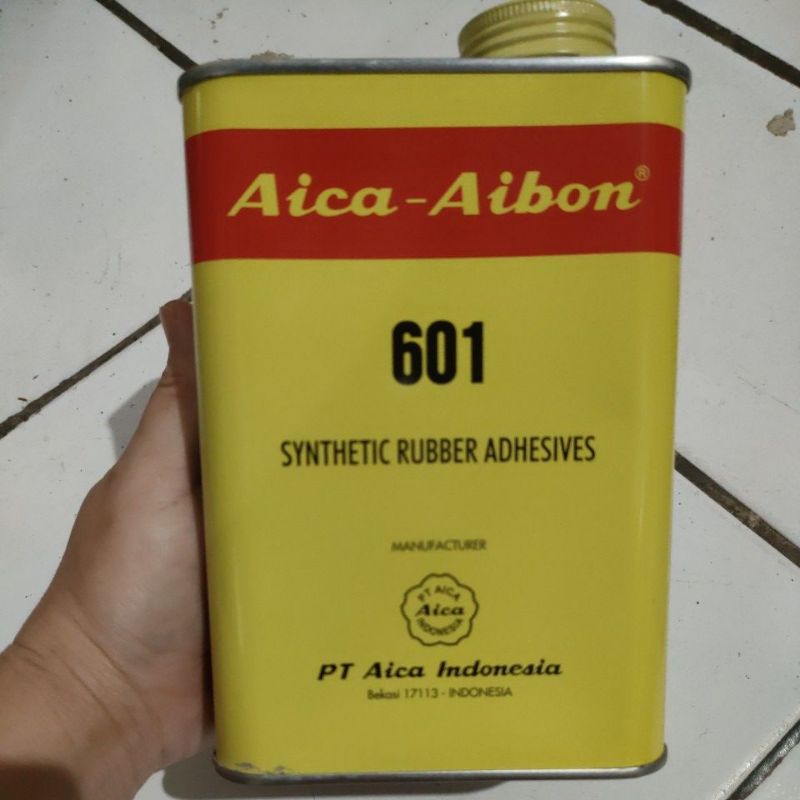 Aica-Aibon®
601
SYNTHETIC RUBBER ADHESIVES
MANUFACTURER
PT AICA
Aica
INDONESIA
PT Aica Indonesia
Bekasi 17113 - INDONESIA